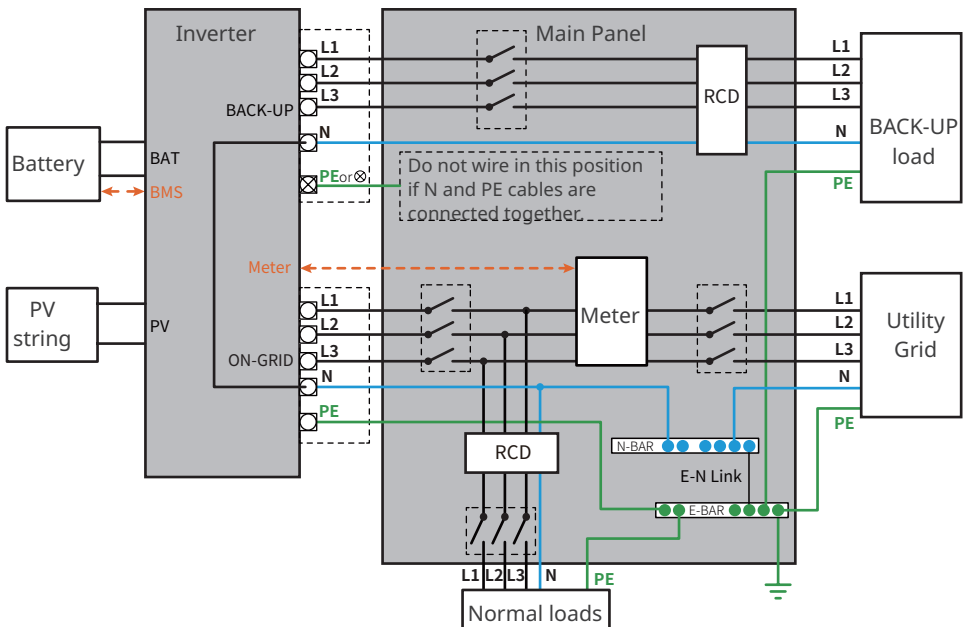 Inverter
Main Panel
L1
L2
L3
BACK-UP
N
PEor⊗
RCD
L1
L2
L3
N
PE
BACK-UP
load
Battery
BAT
BMS
Do not wire in this position
if N and PE cables are
connected together
Meter
Meter
PV
string
PV
L1
L2
L3
ON-GRID
N
PE
L1
L2
L3
N
PE
Utility
Grid
RCD
N-BAR
E-N Link
E-BAR
L1 L2 L3 N PE
Normal loads